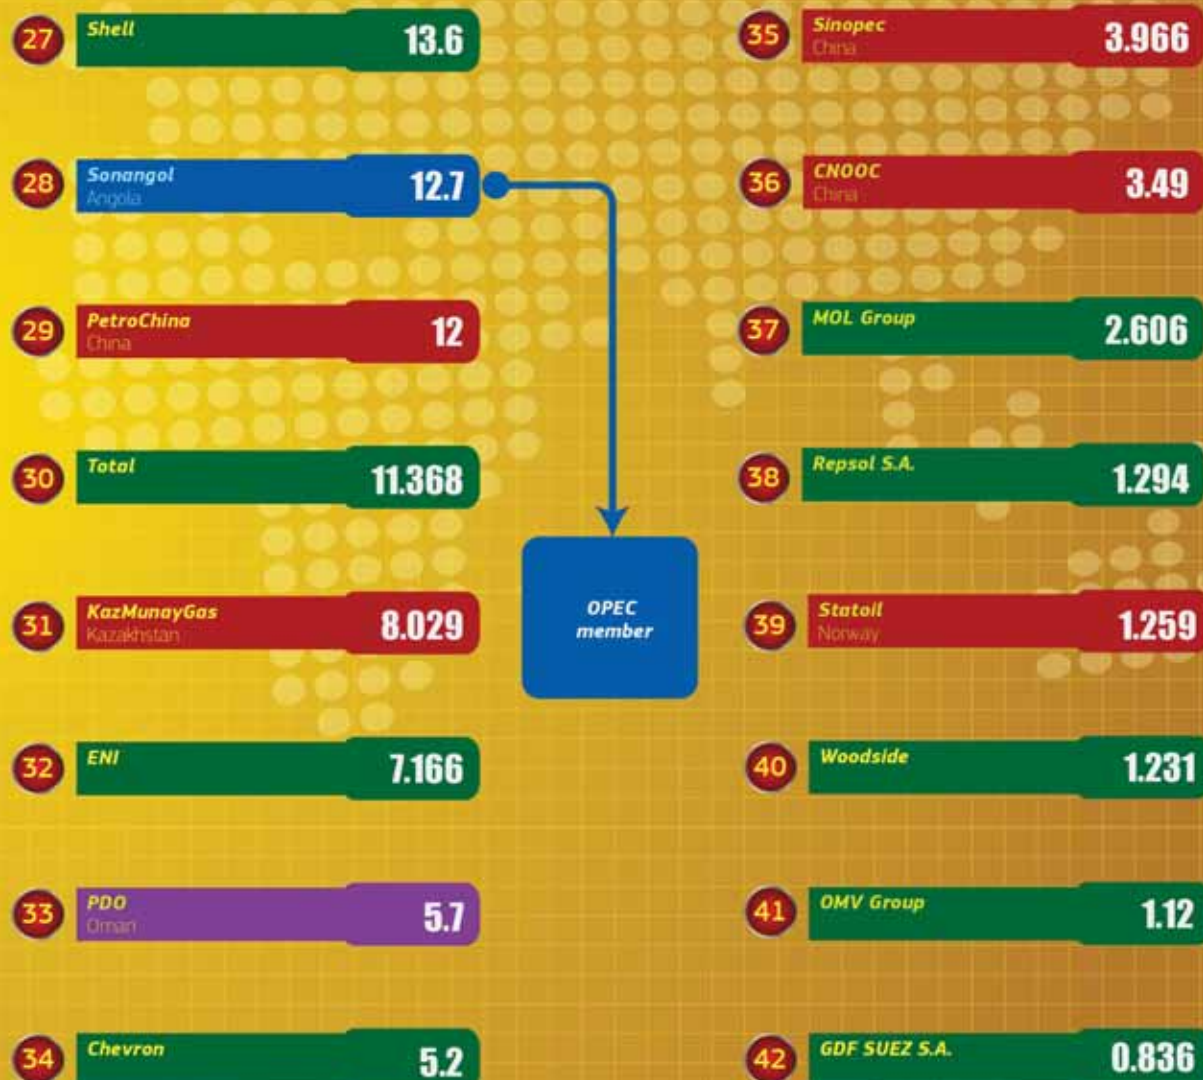 27
Shell
13.6
28
Sonangol
Angola
12.7
29
PetroChina
China
12
30
Total
11.368
31
KazMunayGas
Kazakhstan
8.029
32
ENI
7.166
33
PDO
Oman
5.7
34
Chevron
5.2
OPEC
member
35
Sinopec
China
3.966
36
CNOOC
China
3.49
37
MOL Group
2.606
38
Repsol S.A.
1.294
39
Statoil
Norway
1.259
40
Woodside
1.231
41
OMV Group
1.12
42
GDF SUEZ S.A.
0.836